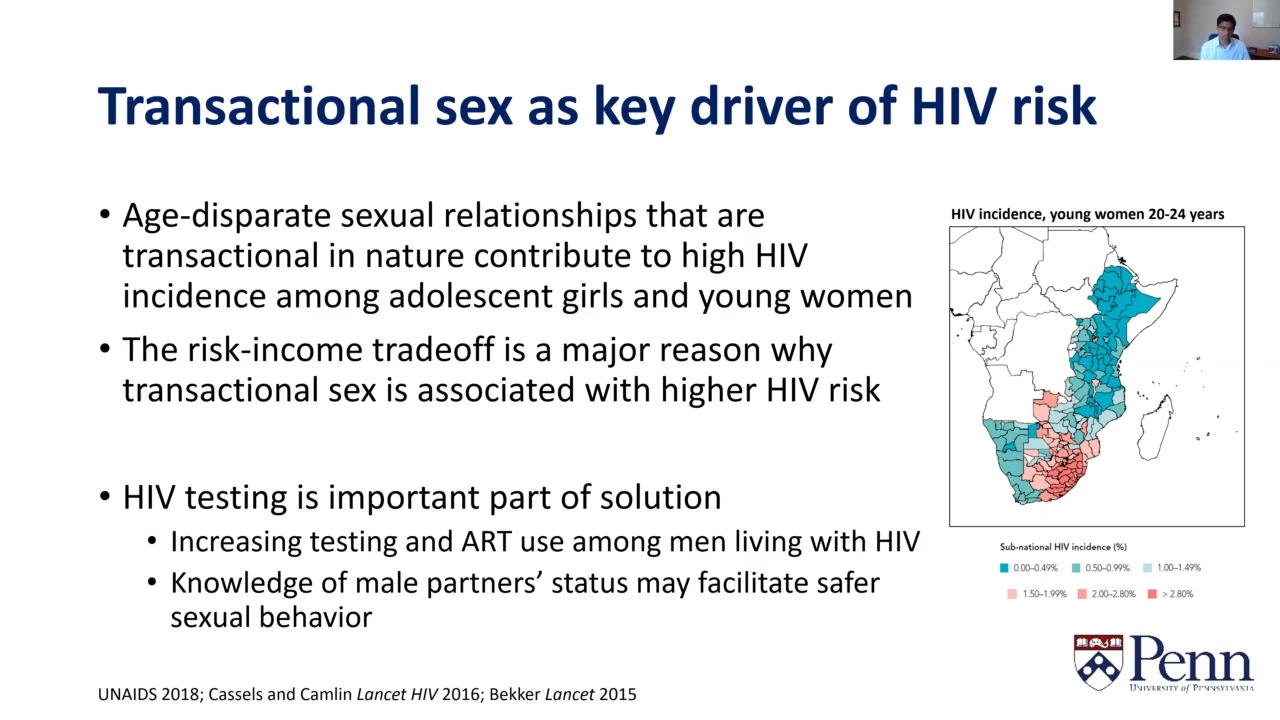 Transactional sex as key driver of HIV risk
• Age-disparate sexual relationships that are
transactional in nature contribute to high HIV
incidence among adolescent girls and young women
• The risk-income tradeoff is a major reason why
transactional sex is associated with higher HIV risk
• HIV testing is important part of solution
• Increasing testing and ART use among men living with HIV
• Knowledge of male partners’ status may facilitate safer
sexual behavior
HIV incidence, young women 20-24 years
Sub-national HIV incidence (%)
0.00–0.49% 0.50–0.99% 1.00–1.49%
1.50–1.99% 2.00–2.80% > 2.80%
Penn
UNIVERSITY of PENNSYLVANIA
UNAIDS 2018; Cassels and Camlin Lancet HIV 2016; Bekker Lancet 2015